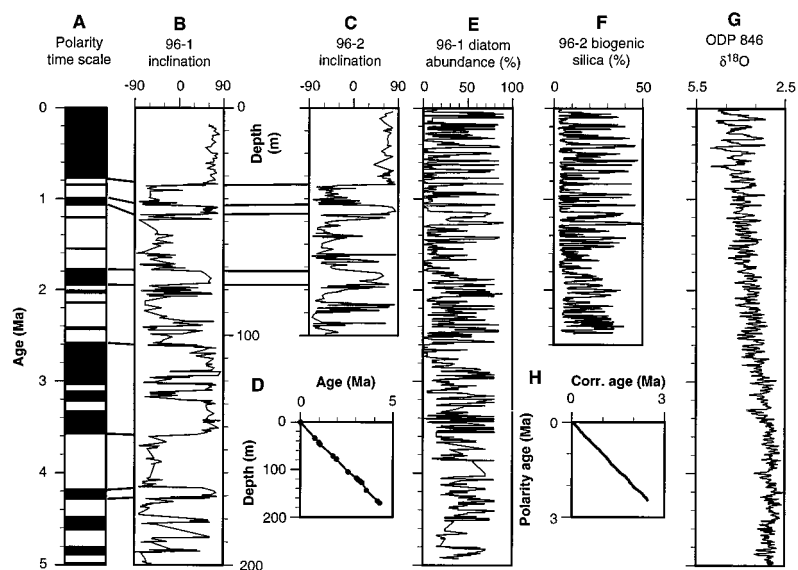 A
Polarity
time scale
B
96-1
inclination
C
96-2
inclination
E
96-1 diatom
abundance (%)
F
96-2 biogenic
silica (%)
G
ODP 846
δ¹⁸O
-90 0 90
-90 0 90
0 50 100
0 50
5.5 2.5
0
1
2
3
4
5
Age (Ma)
0
100
200
Depth
(m)
D
Age (Ma)
0 5
0
100
200
Depth (m)
H
Corr. age (Ma)
0 3
0
3
Polarity age (Ma)